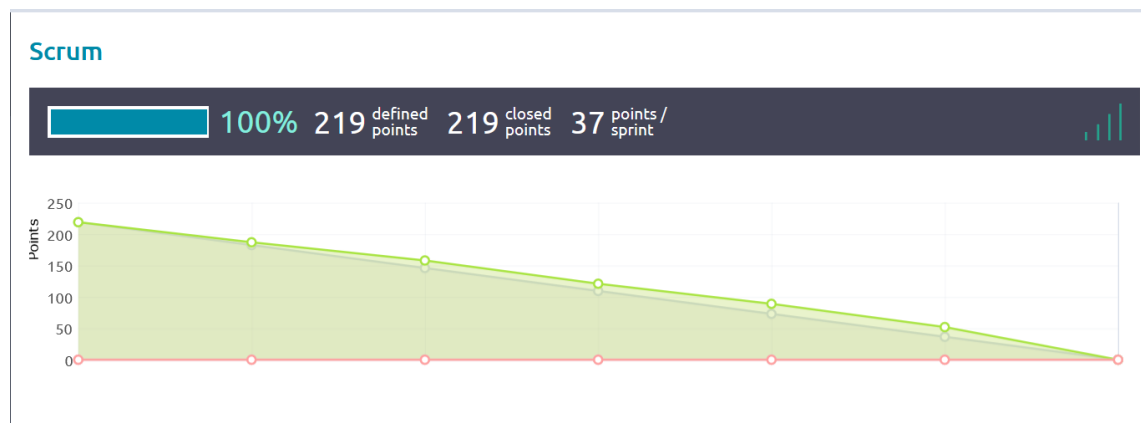 Scrum
100% 219 defined points 219 closed points 37 points / sprint
250
Points
200
150
100
50
0